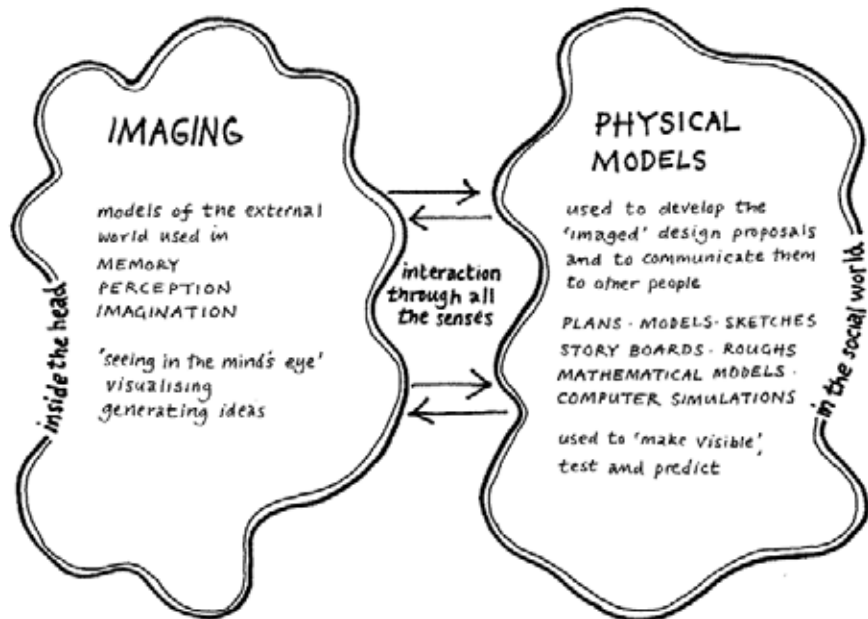 IMAGING
models of the external
world used in
MEMORY
PERCEPTION
IMAGINATION
'seeing in the mind's eye'
visualising
generating ideas
inside the head
interaction
through all
the senses
PHYSICAL
MODELS
used to develop the
'imaged' design proposals
and to communicate them
to other people
PLANS · MODELS · SKETCHES
STORY BOARDS · ROUGHS
MATHEMATICAL MODELS ·
COMPUTER SIMULATIONS
used to 'make visible',
test and predict
in the social world